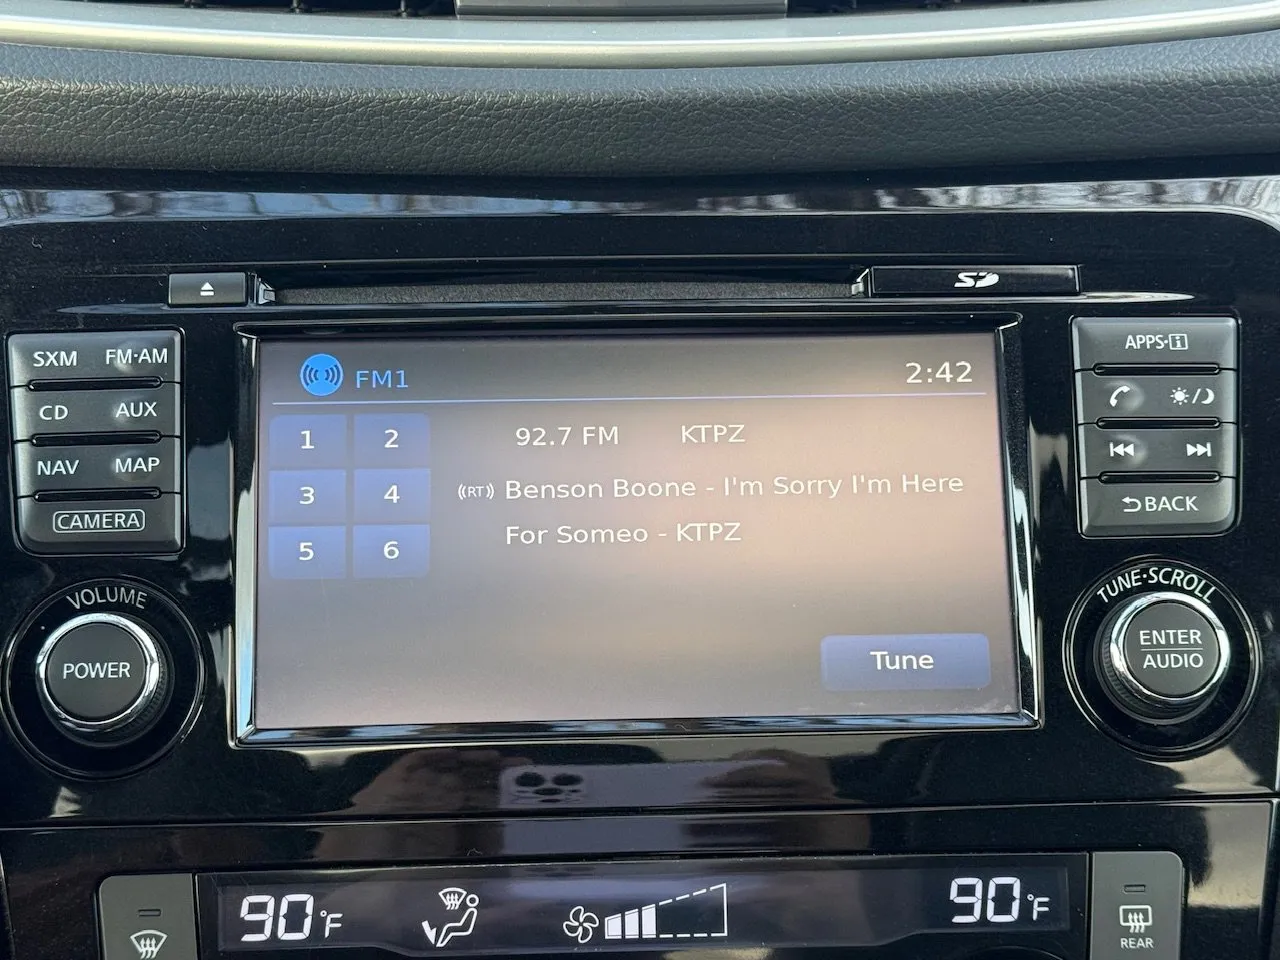 SD
SXM FM·AM
CD AUX
NAV MAP
CAMERA
VOLUME
POWER
FM1 2:42
1 2
3 4
5 6
92.7 FM KTPZ
((RT)) Benson Boone - I'm Sorry I'm Here
For Someo - KTPZ
Tune
APPS·i
BACK
TUNE·SCROLL
ENTER
AUDIO
90°F 90°F
REAR